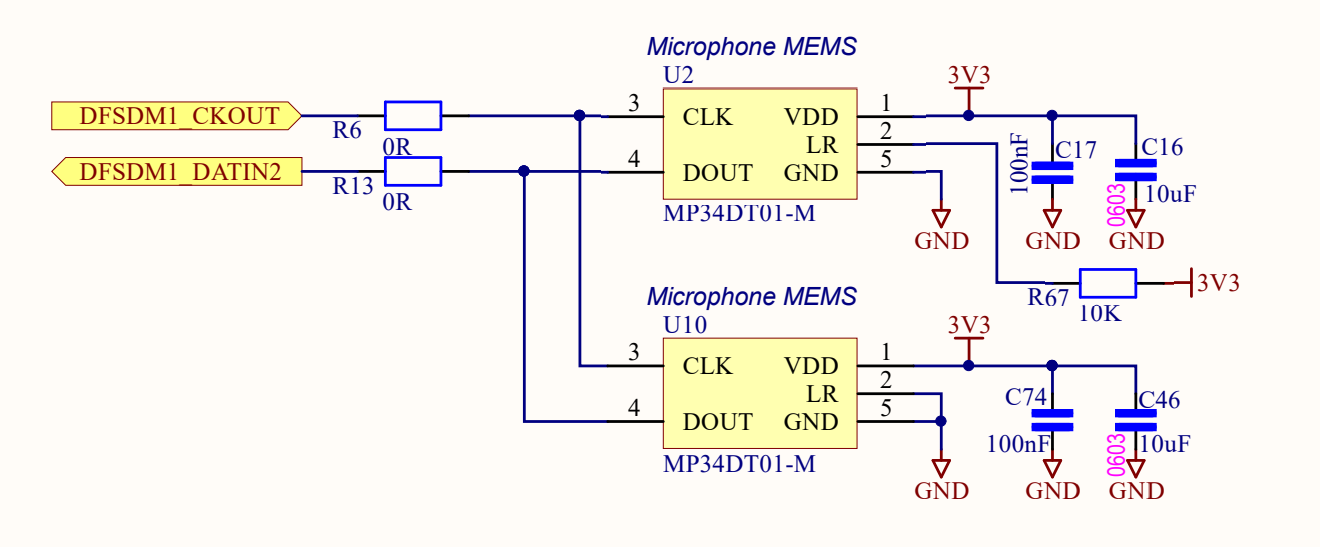 Microphone MEMS
U2
3V3
DFSDM1_CKOUT
R6
0R
3
CLK
VDD
1
LR
2
DFSDM1_DATIN2
R13
0R
4
DOUT
GND
5
MP34DT01-M
GND
100nF
C17
GND
C16
10uF
0603
GND
R67
10K
3V3
Microphone MEMS
U10
3V3
3
CLK
VDD
1
LR
2
4
DOUT
GND
5
MP34DT01-M
GND
C74
100nF
GND
C46
10uF
0603
GND